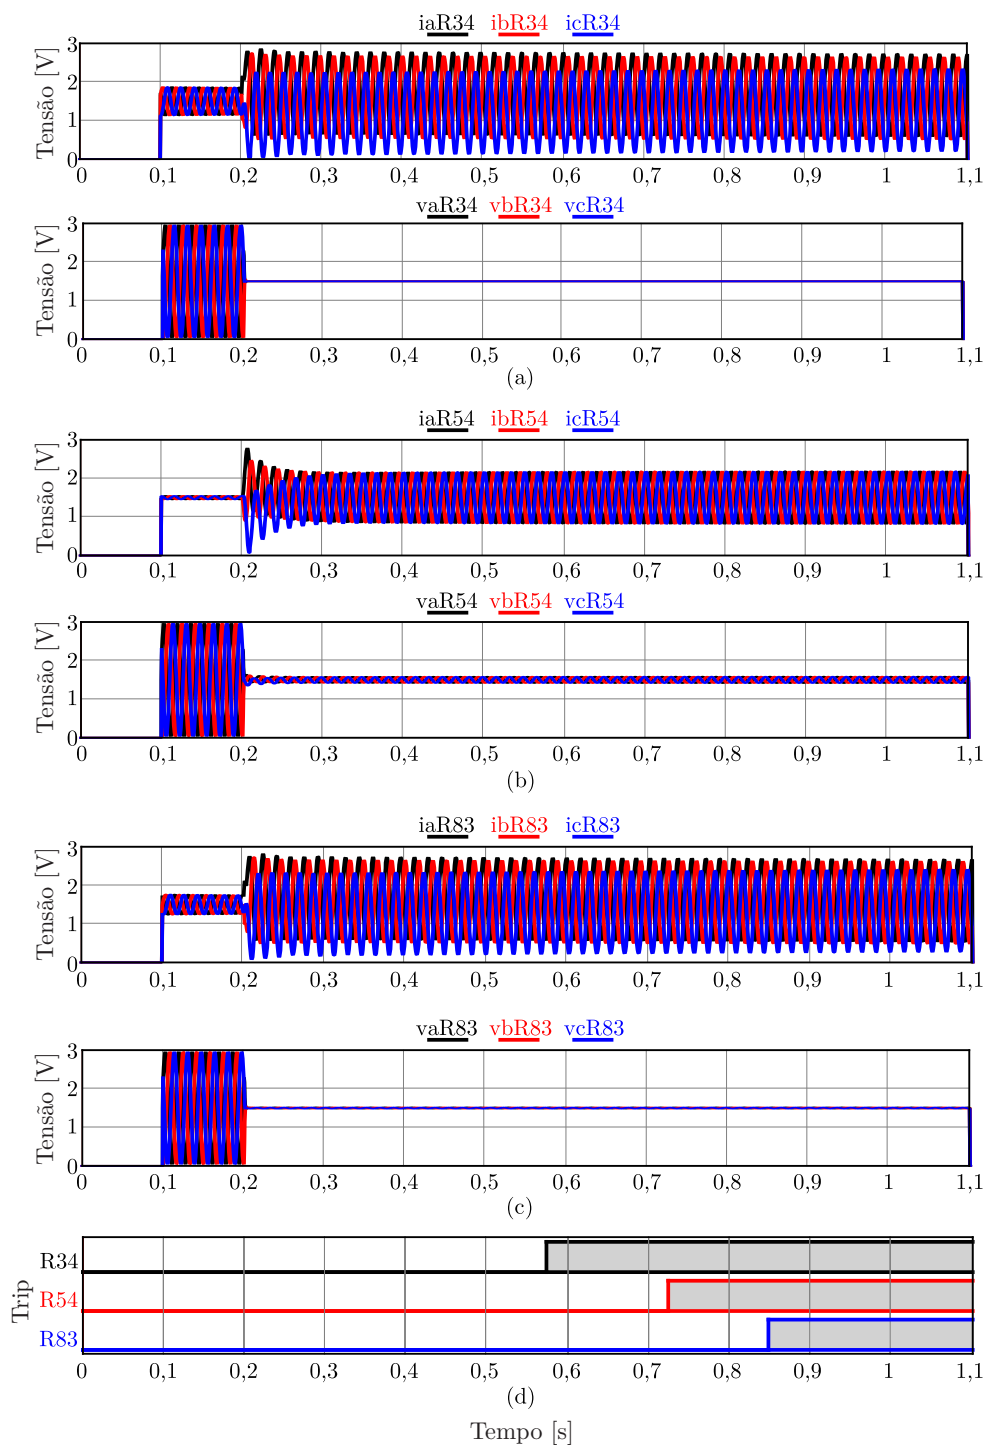 iaR34 ibR34 icR34
Tensão [V]
3
2
1
0
0 0,1 0,2 0,3 0,4 0,5 0,6 0,7 0,8 0,9 1 1,1
vaR34 vbR34 vcR34
Tensão [V]
3
2
1
0
0 0,1 0,2 0,3 0,4 0,5 0,6 0,7 0,8 0,9 1 1,1
(a)
iaR54 ibR54 icR54
Tensão [V]
3
2
1
0
0 0,1 0,2 0,3 0,4 0,5 0,6 0,7 0,8 0,9 1 1,1
vaR54 vbR54 vcR54
Tensão [V]
3
2
1
0
0 0,1 0,2 0,3 0,4 0,5 0,6 0,7 0,8 0,9 1 1,1
(b)
iaR83 ibR83 icR83
Tensão [V]
3
2
1
0
0 0,1 0,2 0,3 0,4 0,5 0,6 0,7 0,8 0,9 1 1,1
vaR83 vbR83 vcR83
Tensão [V]
3
2
1
0
0 0,1 0,2 0,3 0,4 0,5 0,6 0,7 0,8 0,9 1 1,1
(c)
Trip
R34
R54
R83
0 0,1 0,2 0,3 0,4 0,5 0,6 0,7 0,8 0,9 1 1,1
(d)
Tempo [s]